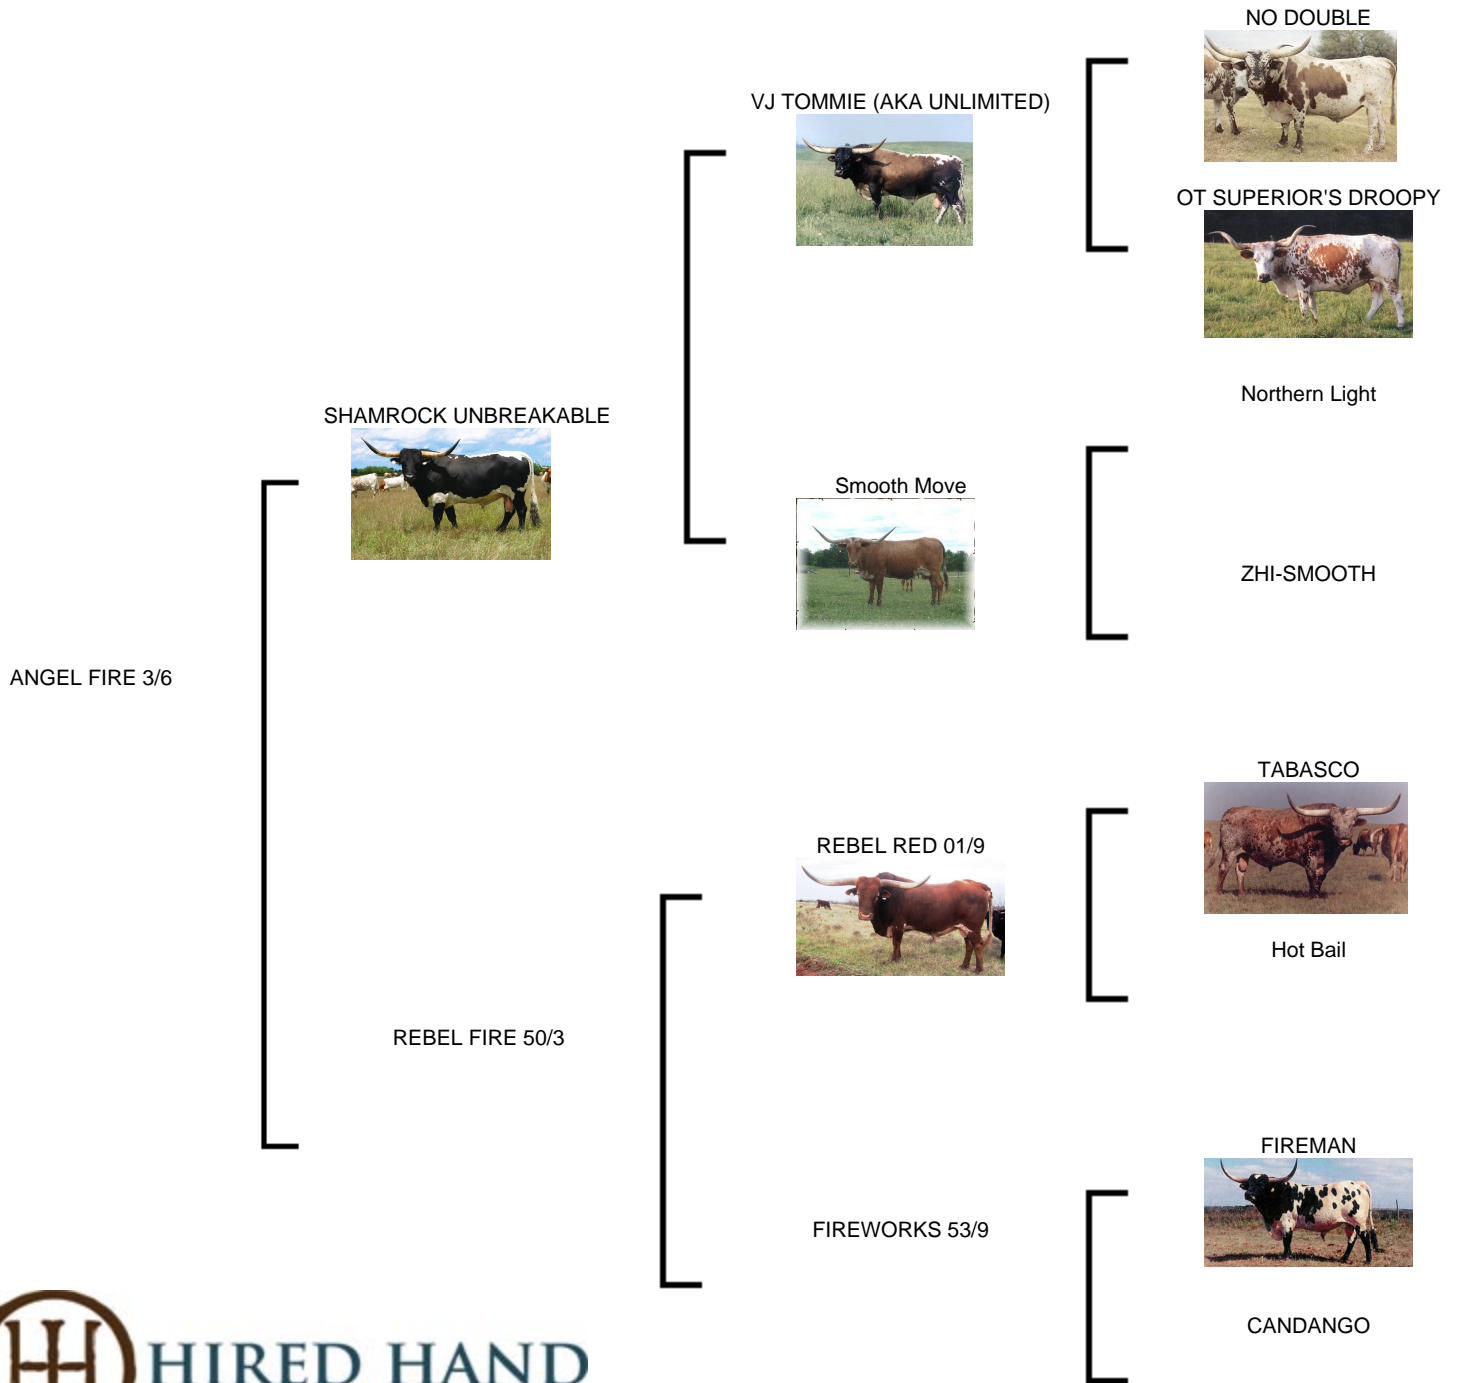 NO DOUBLE
VJ TOMMIE (AKA UNLIMITED)
OT SUPERIOR'S DROOPY
Northern Light
SHAMROCK UNBREAKABLE
Smooth Move
ZHI-SMOOTH
ANGEL FIRE 3/6
TABASCO
REBEL RED 01/9
Hot Bail
REBEL FIRE 50/3
FIREMAN
FIREWORKS 53/9
CANDANGO
HIRED HAND